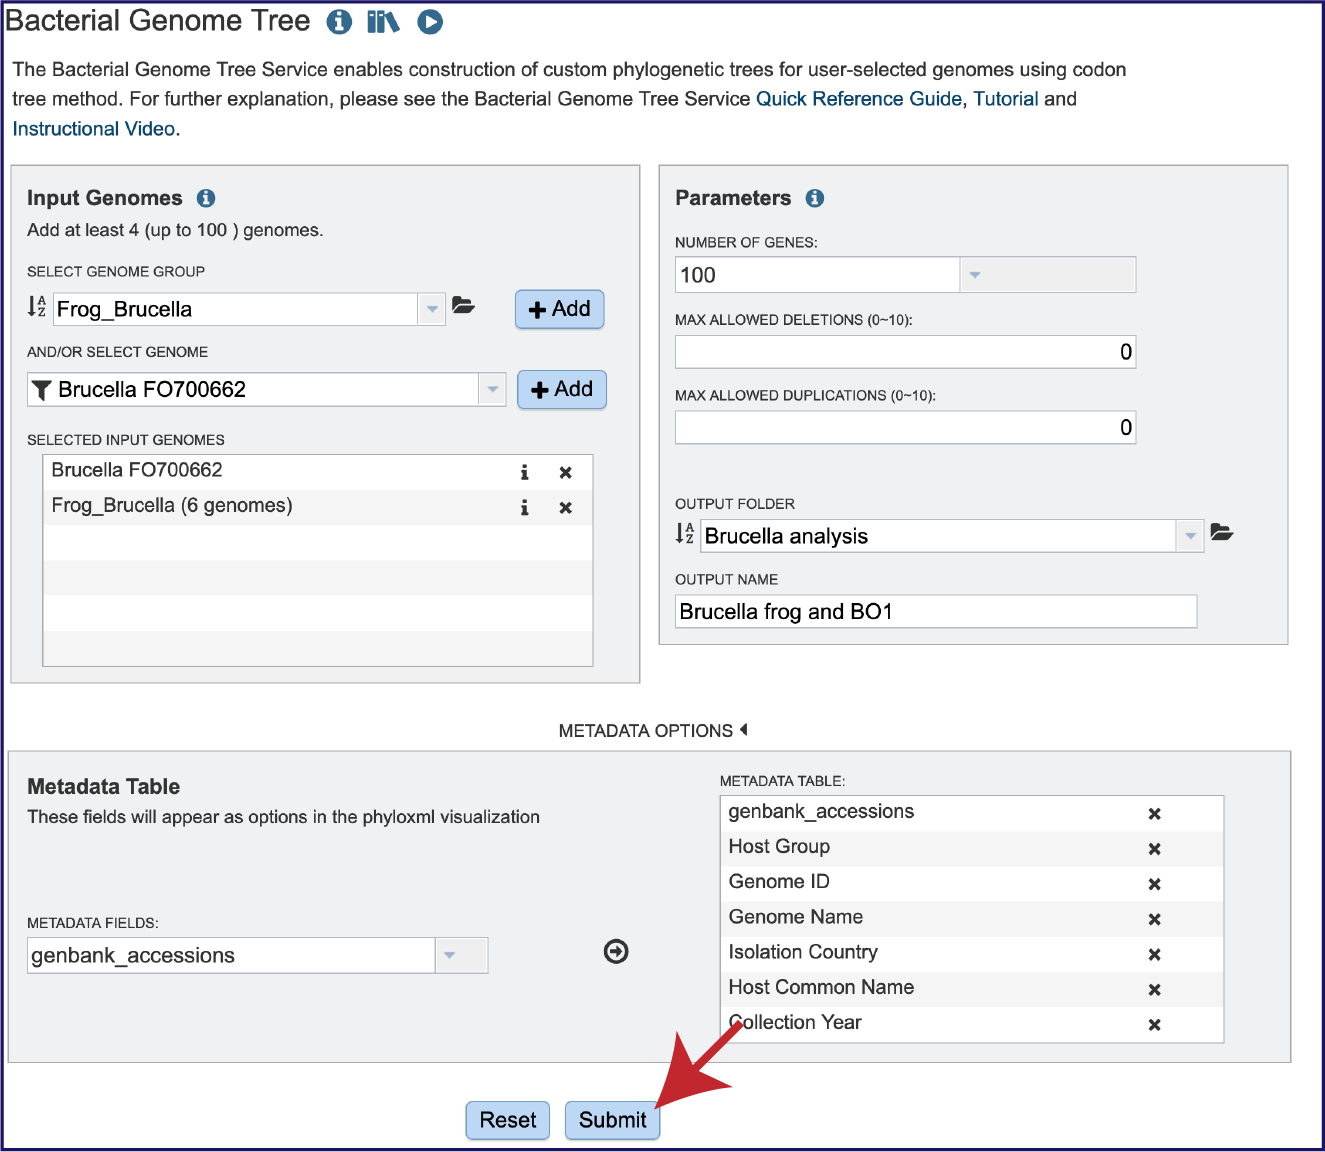 Bacterial Genome Tree
The Bacterial Genome Tree Service enables construction of custom phylogenetic trees for user-selected genomes using codon
tree method. For further explanation, please see the Bacterial Genome Tree Service Quick Reference Guide, Tutorial and
Instructional Video.
Input Genomes
Add at least 4 (up to 100 ) genomes.
SELECT GENOME GROUP
Frog_Brucella
Add
AND/OR SELECT GENOME
Brucella FO700662
Add
SELECTED INPUT GENOMES
Brucella FO700662
Frog_Brucella (6 genomes)
Parameters
NUMBER OF GENES:
100
MAX ALLOWED DELETIONS (0~10):
0
MAX ALLOWED DUPLICATIONS (0~10):
0
OUTPUT FOLDER
Brucella analysis
OUTPUT NAME
Brucella frog and BO1
METADATA OPTIONS
Metadata Table
These fields will appear as options in the phyloxml visualization
METADATA FIELDS:
genbank_accessions
METADATA TABLE:
genbank_accessions
Host Group
Genome ID
Genome Name
Isolation Country
Host Common Name
Collection Year
Reset
Submit